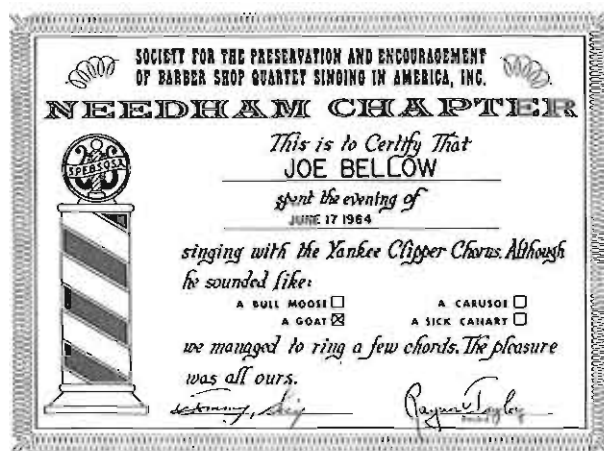 SOCIETY FOR THE PRESERVATION AND ENCOURAGEMENT
OF BARBER SHOP QUARTET SINGING IN AMERICA, INC.
NEEDHAM CHAPTER
SPEBSQSA
This is to Certify That
JOE BELLOW
spent the evening of
JUNE 17 1964
singing with the Yankee Clipper Chorus. Although
he sounded like:
A BULL MOOSE ☐ A CARUSO ☐
A GOAT ☒ A SICK CANARY ☐
we managed to ring a few chords. The pleasure
was all ours.
Taylor